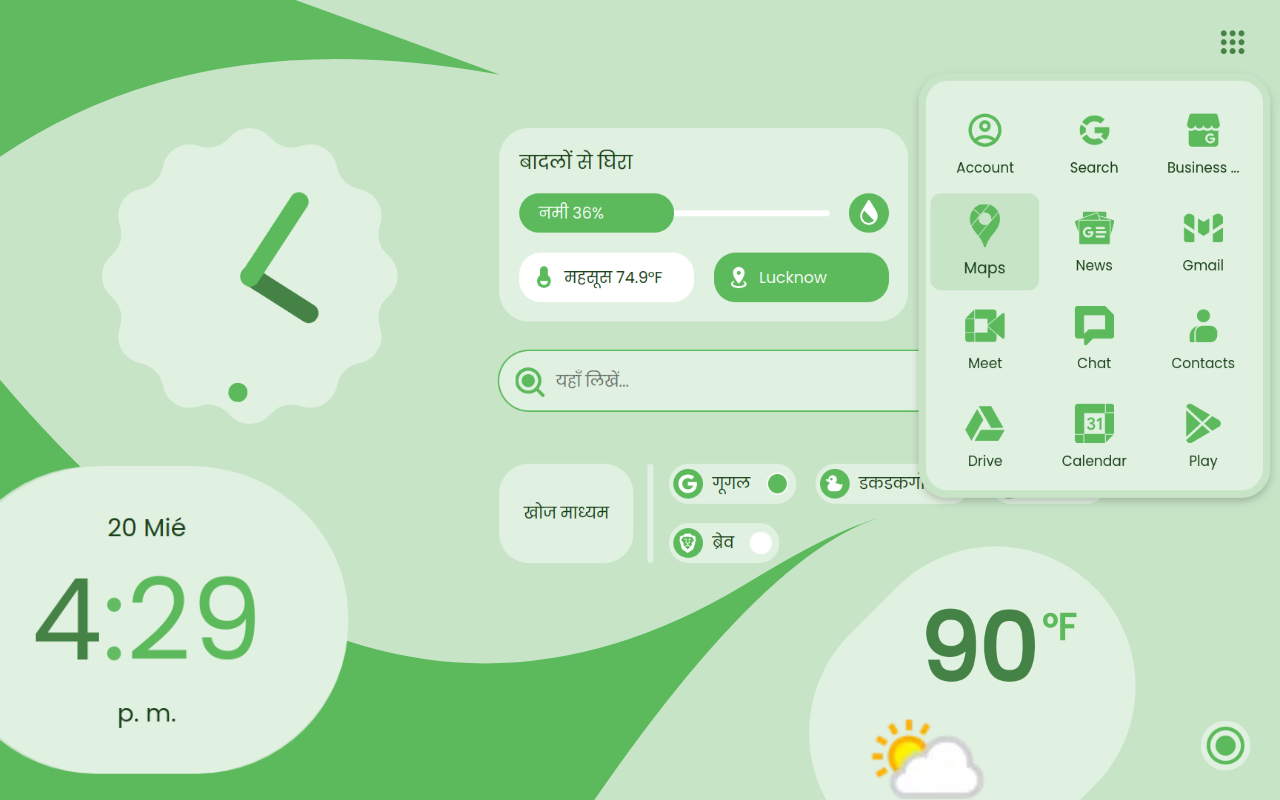 बादलों से घिरा
नमी 36%
महसूस 74.9°F
Lucknow
यहाँ लिखें...
खोज माध्यम
गूगल
ब्रेव
Account
Search
Business ...
Maps
News
Gmail
Meet
Chat
Contacts
Drive
31
Calendar
Play
20 Mié
4:29
p. m.
90 °F